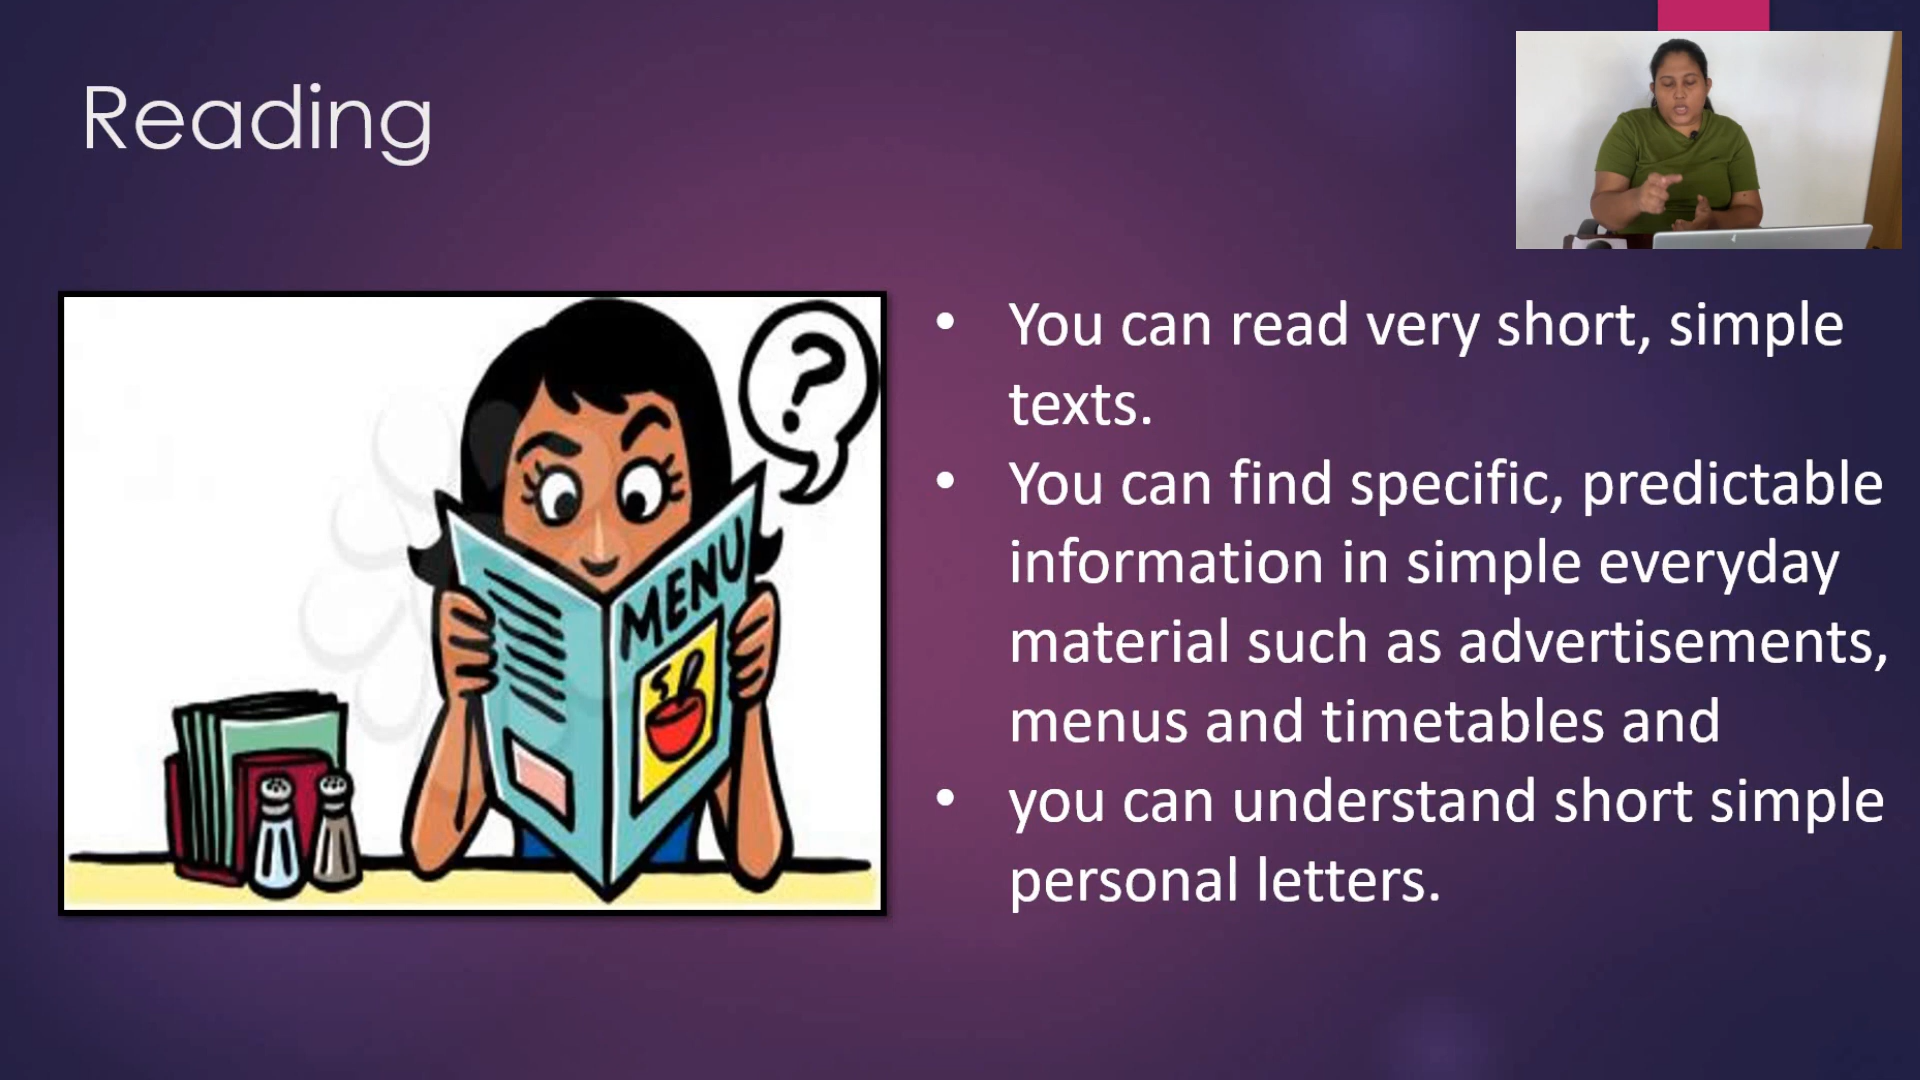 Reading
• You can read very short, simple
texts.
• You can find specific, predictable
information in simple everyday
material such as advertisements,
menus and timetables and
• you can understand short simple
personal letters.
?
MENU